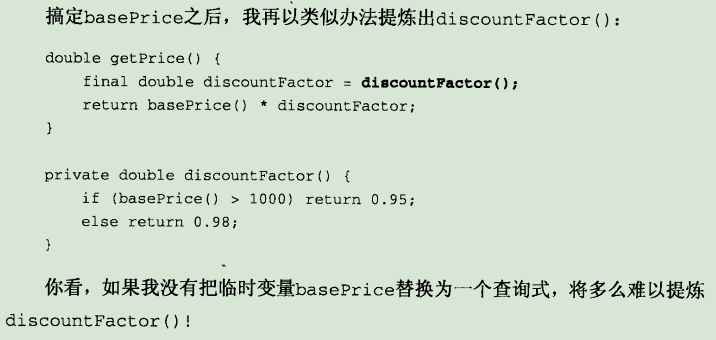 搞定basePrice之后，我再以类似办法提炼出discountFactor()：
double getPrice() {
    final double discountFactor = discountFactor();
    return basePrice() * discountFactor;
}
private double discountFactor() {
    if (basePrice() > 1000) return 0.95;
    else return 0.98;
}
你看，如果我没有把临时变量basePrice替换为一个查询式，将多么难以提炼
discountFactor()!